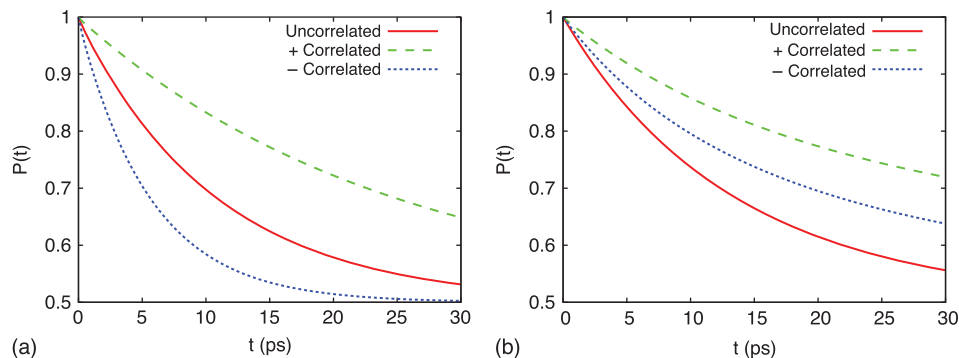 1
0.9
0.8
0.7
0.6
0.5
P(t)
Uncorrelated
+ Correlated
– Correlated
0 5 10 15 20 25 30
t (ps)
(a)
1
0.9
0.8
0.7
0.6
0.5
P(t)
Uncorrelated
+ Correlated
– Correlated
0 5 10 15 20 25 30
t (ps)
(b)